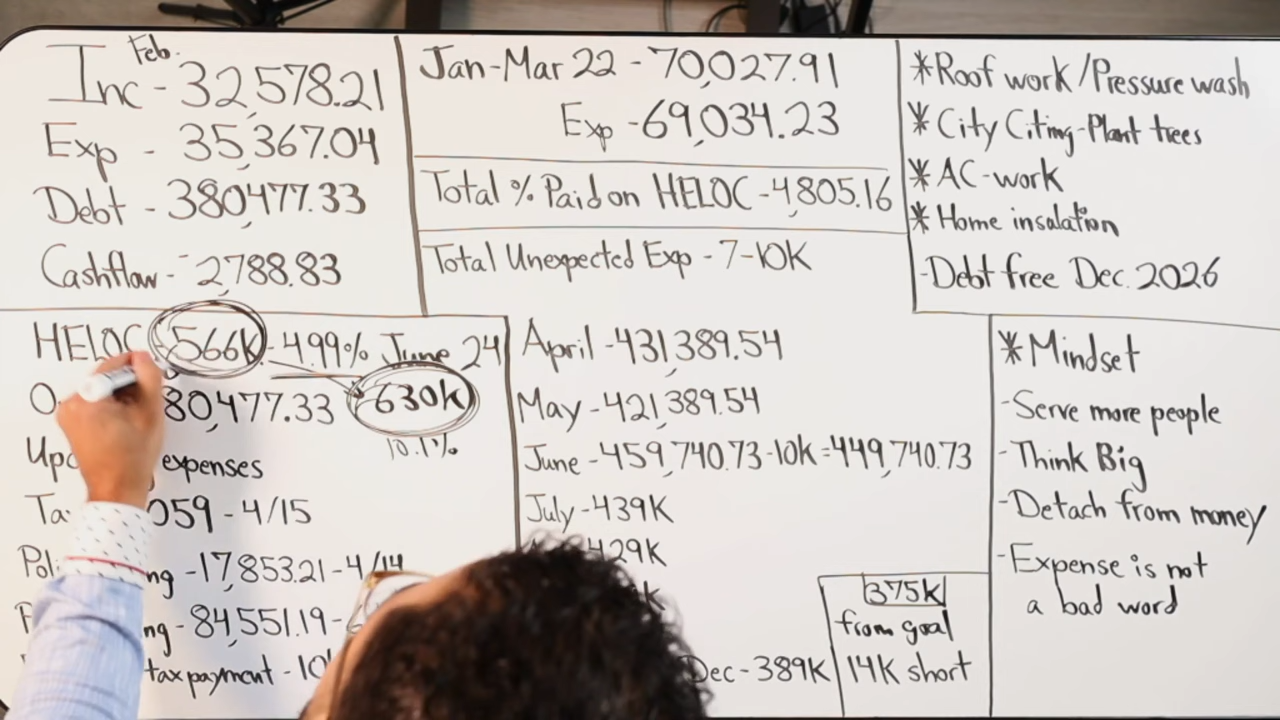 Feb.
Inc - 32,578.21
Exp - 35,367.04
Debt - 380,477.33
Cashflow - -2,788.83
Jan-Mar 22 - 70,027.91
Exp - 69,034.23
Total % Paid on HELOC - 4,805.16
Total Unexpected Exp - 7-10K
*Roof work/Pressure wash
*City Citing-Plant trees
*AC-work
*Home insalation
-Debt free Dec. 2026
HELOC 566K - 4.99% June 24
80,477.33 630K
10.1%
expenses
059 - 4/15
ng - 17,853.21 - 4/14
ng - 84,551.19 -
tax payment - 10
April - 431,389.54
May - 421,389.54
June - 459,740.73-10K=449,740.73
July - 439K
429K
Dec - 389K
375K
from goal
14K short
*Mindset
-Serve more people
-Think Big
-Detach from money
-Expense is not
a bad word